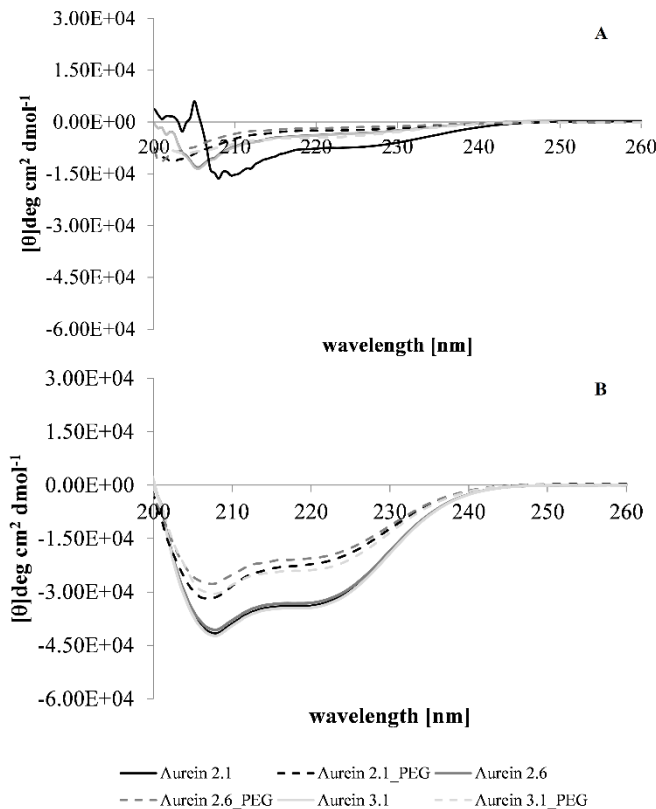 3.00E+04
A
1.50E+04
0.00E+00
200 210 220 230 240 250 260
-1.50E+04
-3.00E+04
-4.50E+04
-6.00E+04
[θ]deg cm² dmol⁻¹
wavelength [nm]
3.00E+04
B
1.50E+04
0.00E+00
200 210 220 230 240 250 260
-1.50E+04
-3.00E+04
-4.50E+04
-6.00E+04
[θ]deg cm² dmol⁻¹
wavelength [nm]
Aurein 2.1 Aurein 2.1_PEG Aurein 2.6
Aurein 2.6_PEG Aurein 3.1 Aurein 3.1_PEG